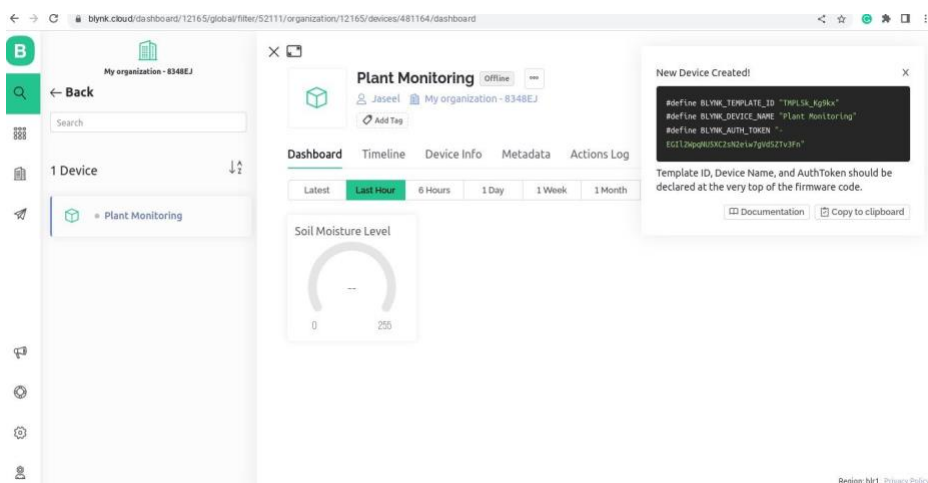 blynk.cloud/dashboard/12165/global/filter/52111/organization/12165/devices/481164/dashboard
B
My organization - 8348EJ
← Back
Search
1 Device
Plant Monitoring
Plant Monitoring Offline
Jaseel My organization - 8348EJ
Add Tag
Dashboard Timeline Device Info Metadata Actions Log
Latest Last Hour 6 Hours 1 Day 1 Week 1 Month
Soil Moisture Level
--
0 255
New Device Created! X
#define BLYNK_TEMPLATE_ID "TMPLSk_Kg9kx"
#define BLYNK_DEVICE_NAME "Plant Monitoring"
#define BLYNK_AUTH_TOKEN "-
Template ID, Device Name, and AuthToken should be
declared at the very top of the firmware code.
Documentation Copy to clipboard
Region: blr1 Privacy Policy